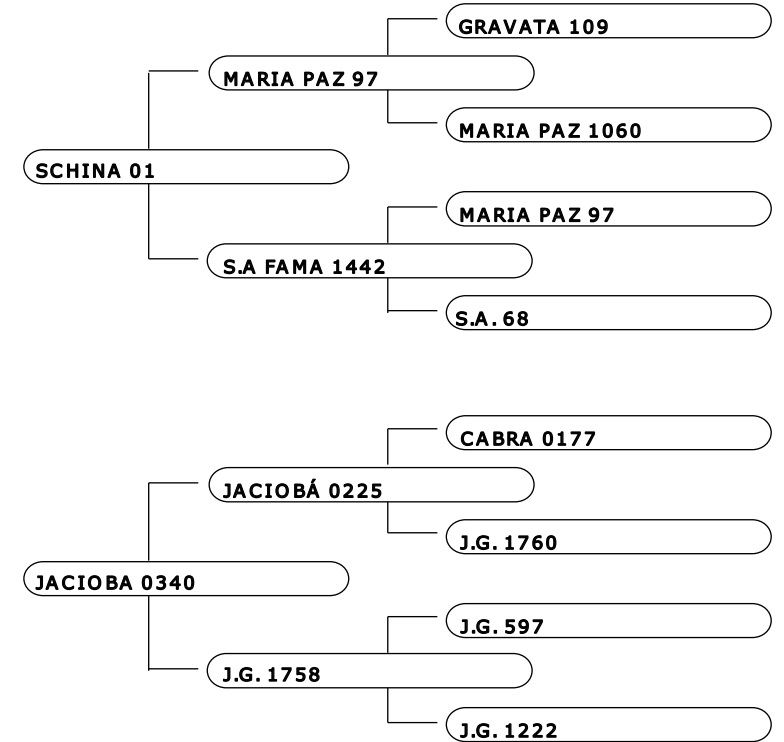 GRAVATA 109
MARIA PAZ 97
MARIA PAZ 1060
SCHINA 01
MARIA PAZ 97
S.A FAMA 1442
S.A. 68
CABRA 0177
JACIOBÁ 0225
J.G. 1760
JACIOBA 0340
J.G. 597
J.G. 1758
J.G. 1222